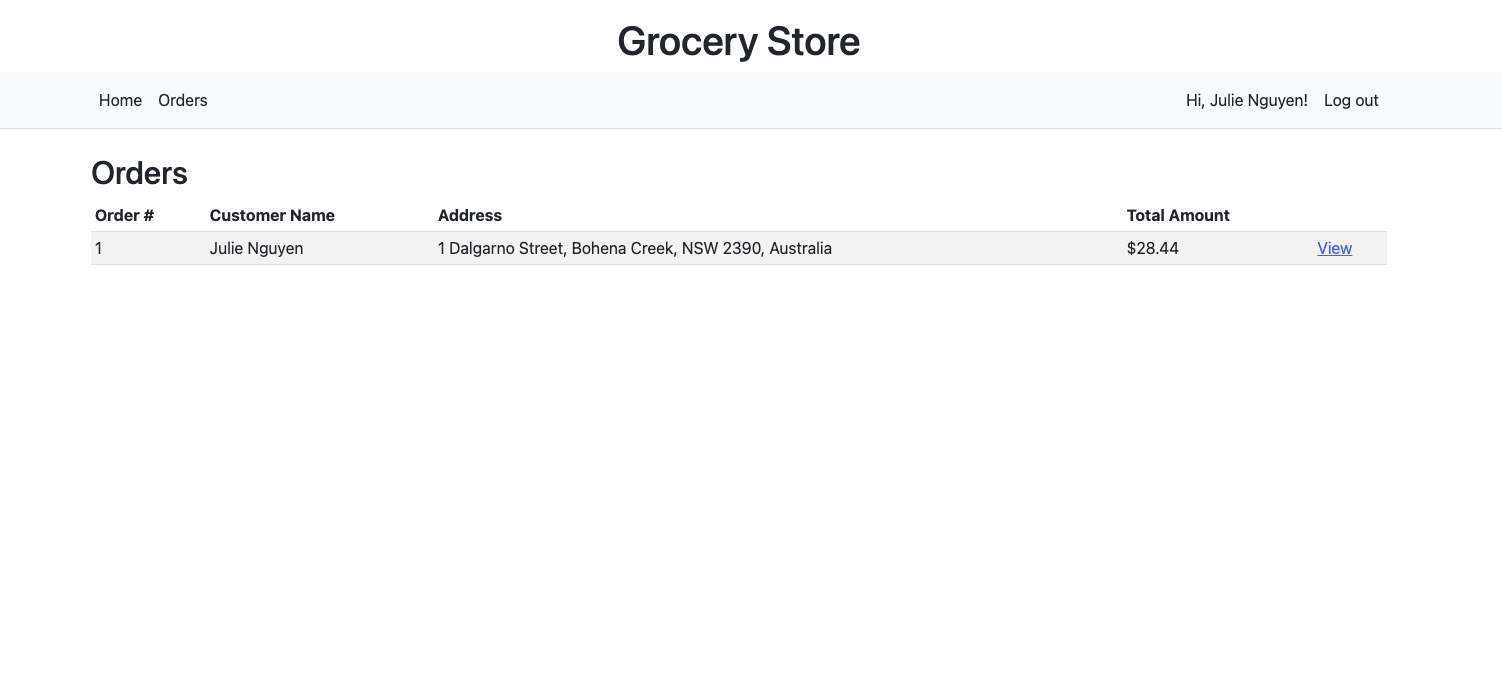 Grocery Store
Home Orders Hi, Julie Nguyen! Log out
Orders
Order # Customer Name Address Total Amount
1 Julie Nguyen 1 Dalgarno Street, Bohena Creek, NSW 2390, Australia $28.44 View